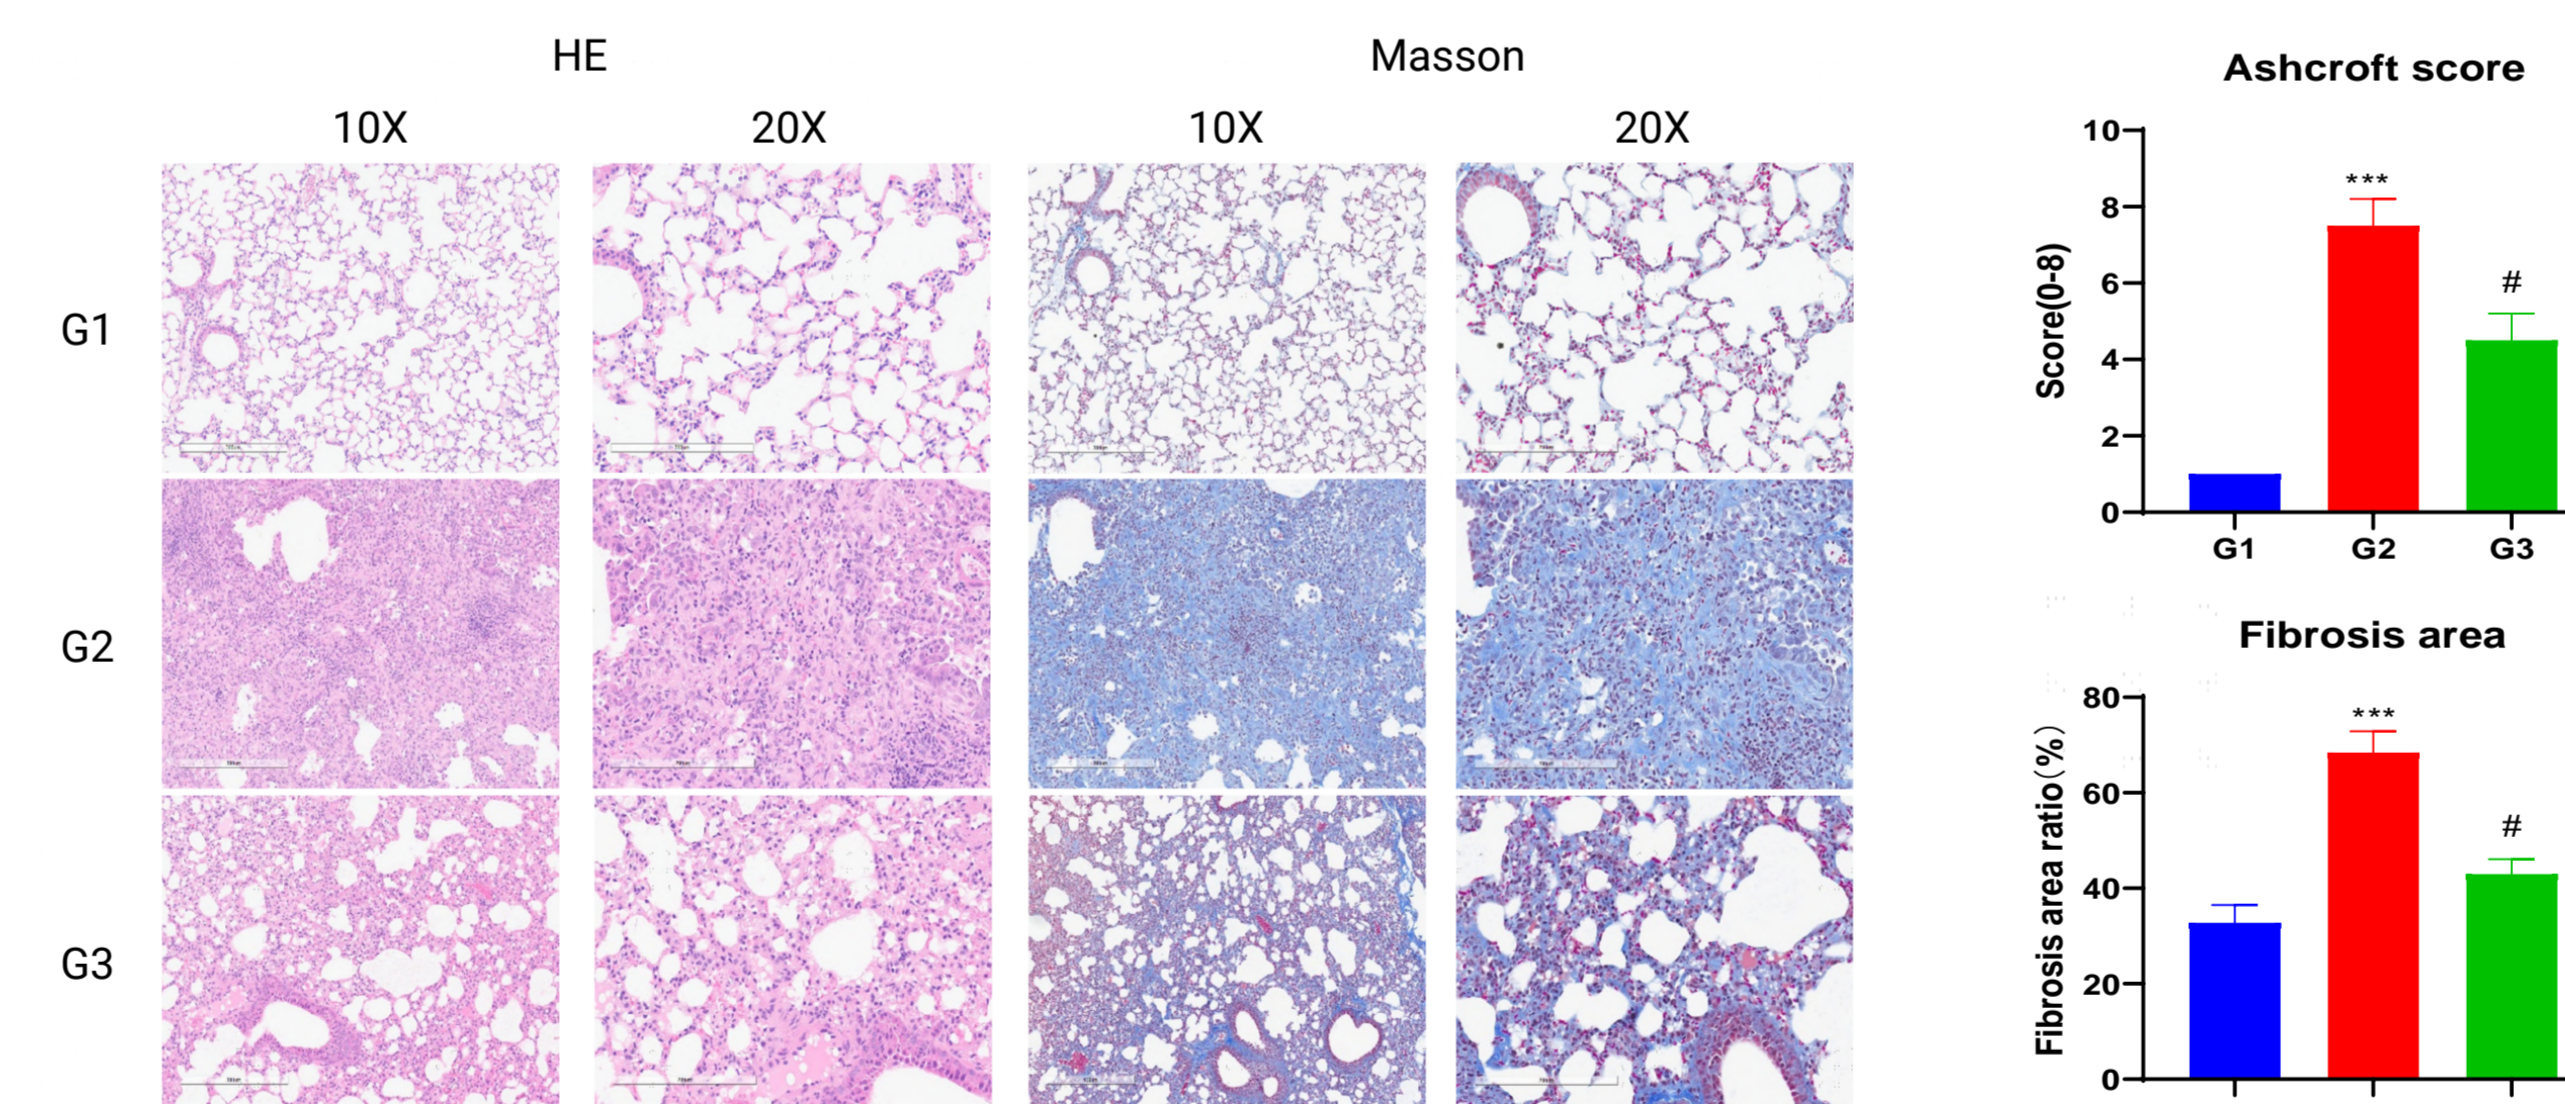 HE
Masson
10X
20X
10X
20X
G1
G2
G3
Ashcroft score
Score(0-8)
10
8
6
4
2
0
***
#
G1
G2
G3
Fibrosis area
Fibrosis area ratio(%)
80
60
40
20
0
***
#